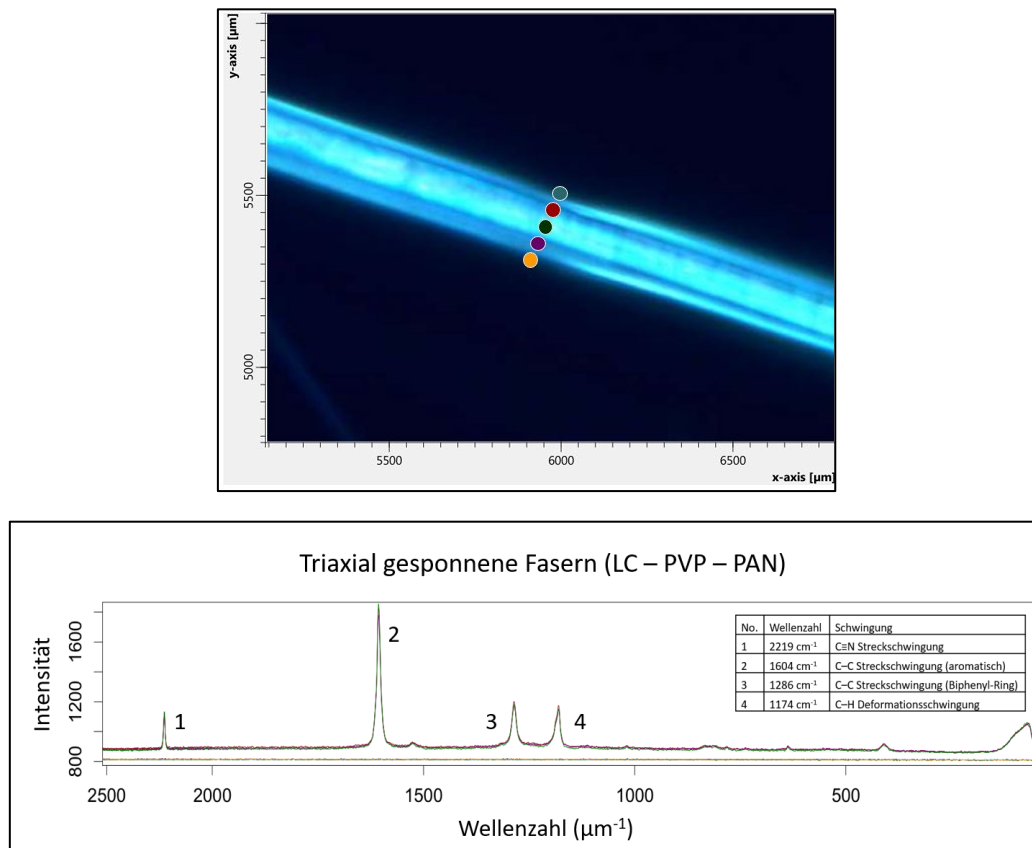 y-axis [µm]
5500
5000
5500
6000
6500
x-axis [µm]
Triaxial gesponnene Fasern (LC – PVP – PAN)
Intensität
1600
1200
800
1
2
3
4
No. Wellenzahl Schwingung
1 2219 cm-1 C≡N Streckschwingung
2 1604 cm-1 C–C Streckschwingung (aromatisch)
3 1286 cm-1 C–C Streckschwingung (Biphenyl-Ring)
4 1174 cm-1 C–H Deformationsschwingung
2500 2000 1500 1000 500
Wellenzahl (µm-1)